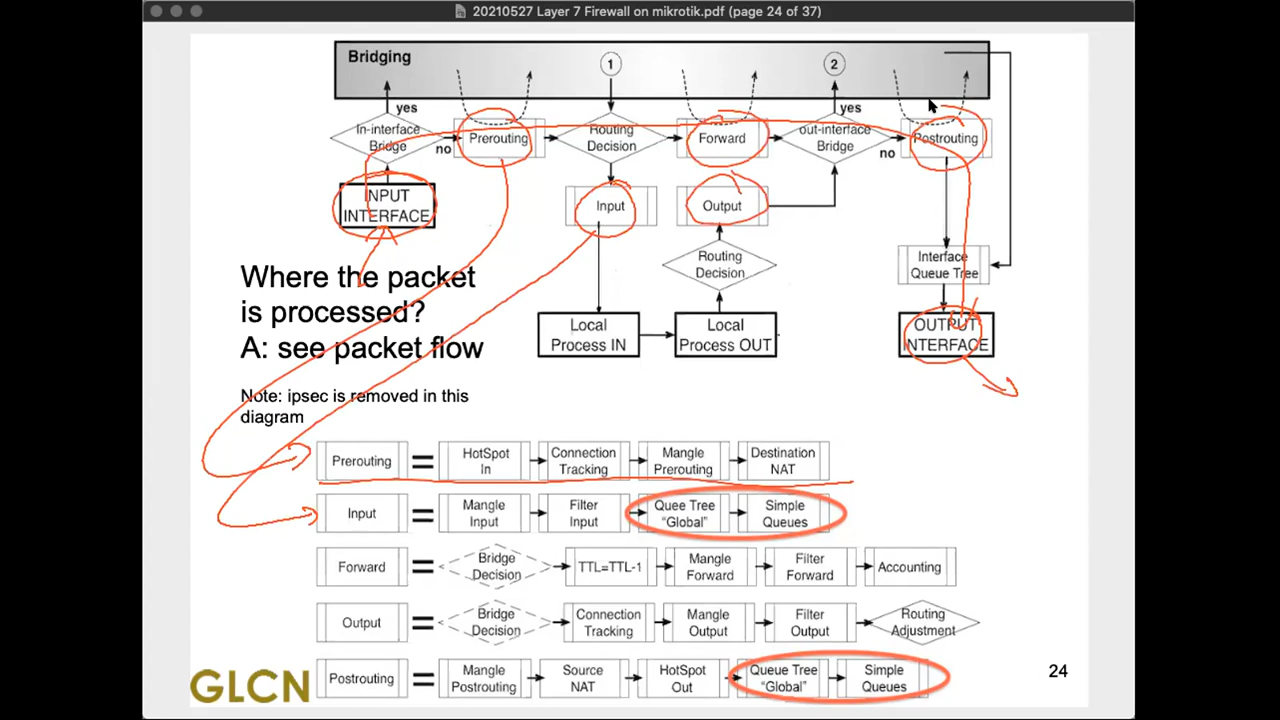 20210527 Layer 7 Firewall on mikrotik.pdf (page 24 of 37)
Bridging
1
2
yes
yes
In-interface
Bridge
no
Prerouting
Routing
Decision
Forward
out-interface
Bridge
no
Postrouting
INPUT
INTERFACE
Input
Output
Routing
Decision
Interface
Queue Tree
Where the packet
is processed?
A: see packet flow
Local
Process IN
Local
Process OUT
OUTPUT
INTERFACE
Note: ipsec is removed in this
diagram
Prerouting = HotSpot In Connection Tracking Mangle Prerouting Destination NAT
Input = Mangle Input Filter Input Quee Tree "Global" Simple Queues
Forward = Bridge Decision TTL=TTL-1 Mangle Forward Filter Forward Accounting
Output = Bridge Decision Connection Tracking Mangle Output Filter Output Routing Adjustment
Postrouting = Mangle Postrouting Source NAT HotSpot Out Queue Tree "Global" Simple Queues
GLCN
24